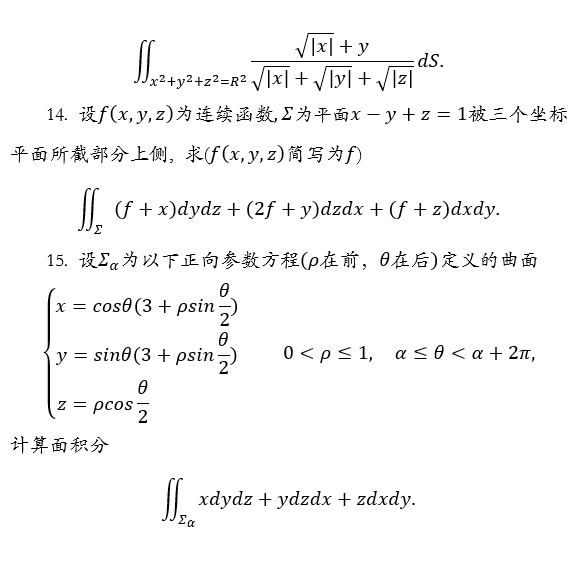 ∬_{x²+y²+z²=R²} (√|x| + y)/(√|x| + √|y| + √|z|) dS.
14. 设f(x,y,z)为连续函数,Σ为平面x − y + z = 1被三个坐标
平面所截部分上侧, 求(f(x,y,z)简写为f)
∬_Σ (f + x)dydz + (2f + y)dzdx + (f + z)dxdy.
15. 设Σ_α为以下正向参数方程(ρ在前，θ在后)定义的曲面
x = cosθ(3 + ρsin θ/2)
y = sinθ(3 + ρsin θ/2) 0 < ρ ≤ 1, α ≤ θ < α + 2π,
z = ρcos θ/2
计算面积分
∬_{Σ_α} xdydz + ydzdx + zdxdy.